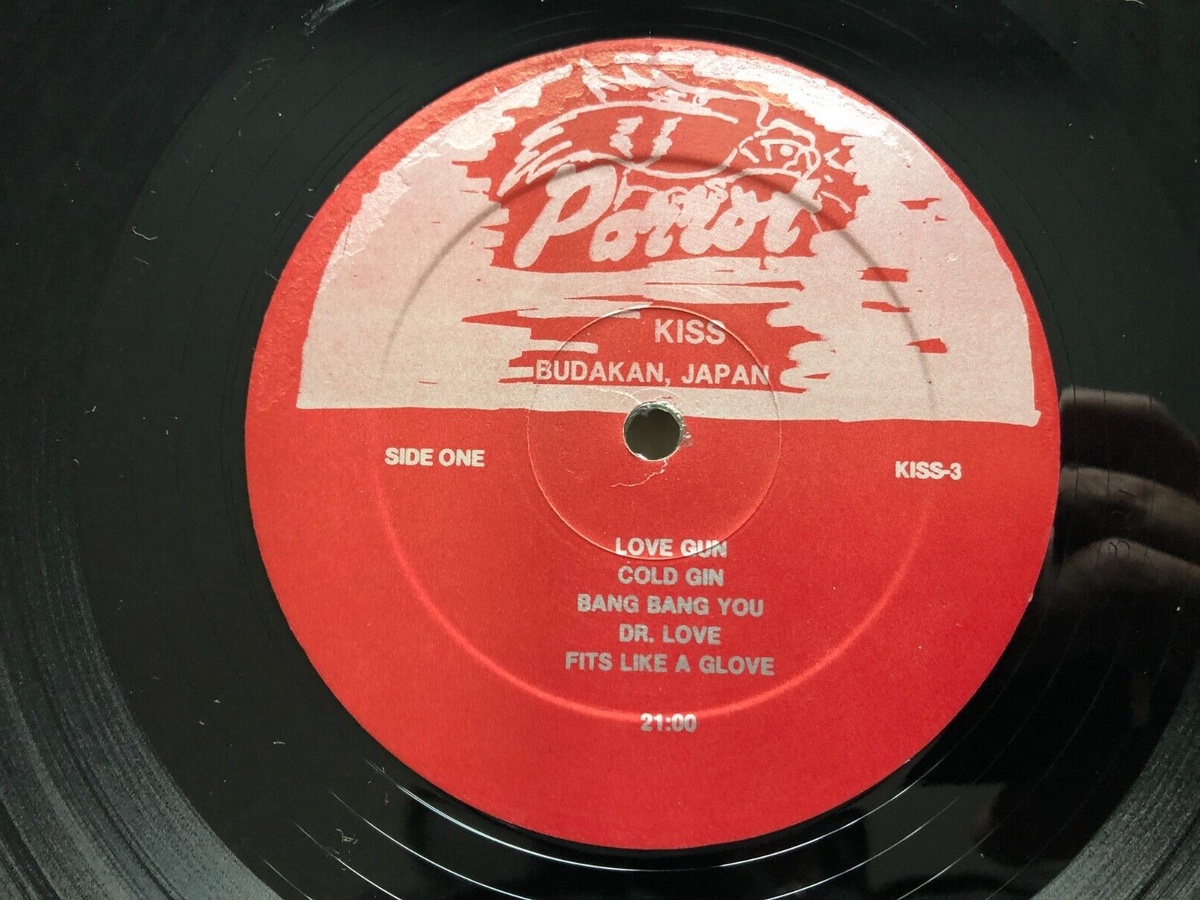 Parrot
KISS
BUDAKAN, JAPAN
SIDE ONE
KISS-3
LOVE GUN
COLD GIN
BANG BANG YOU
DR. LOVE
FITS LIKE A GLOVE
21:00